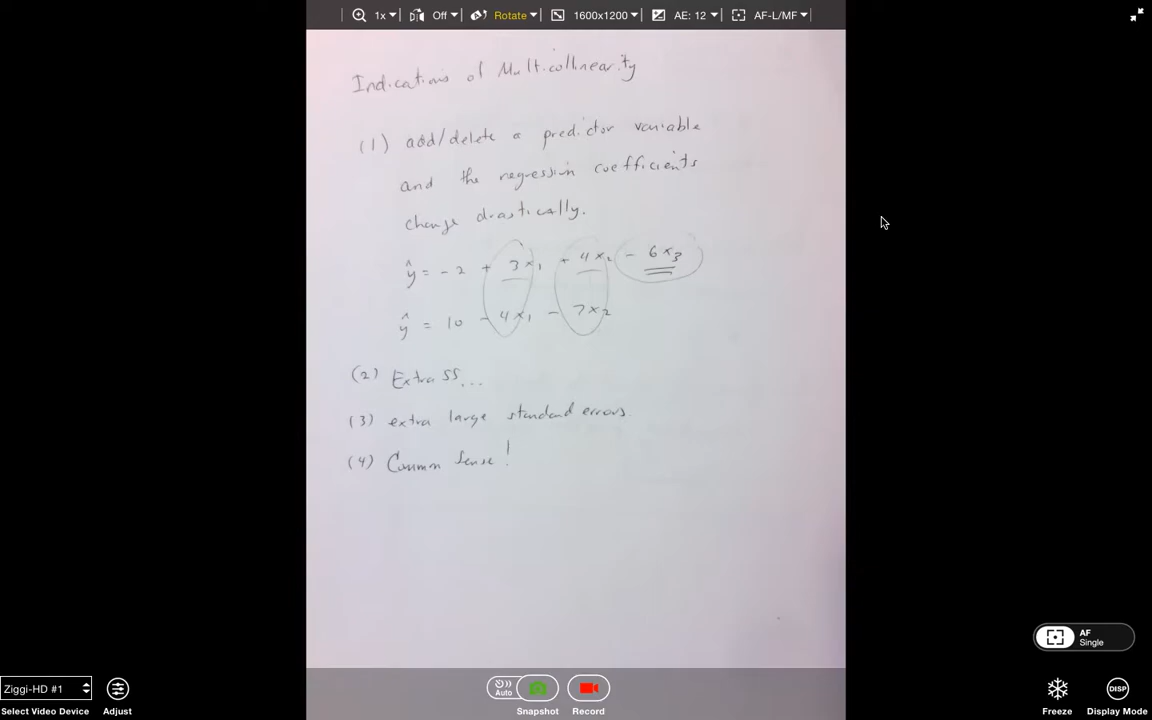 1x Off Rotate 1600x1200 AE: 12 AF-L/MF
Indications of Multicollinearity
(1) add/delete a predictor variable
and the regression coefficients
change drastically.
ŷ = - 2 + 3x₁ + 4x₂ - 6x₃
ŷ = 10 - 4x₁ - 7x₂
(2) Extra SS...
(3) extra large standard errors.
(4) Common Sense!
AF
Single
Ziggi-HD #1
Auto
Select Video Device Adjust Snapshot Record Freeze Display Mode
DISP